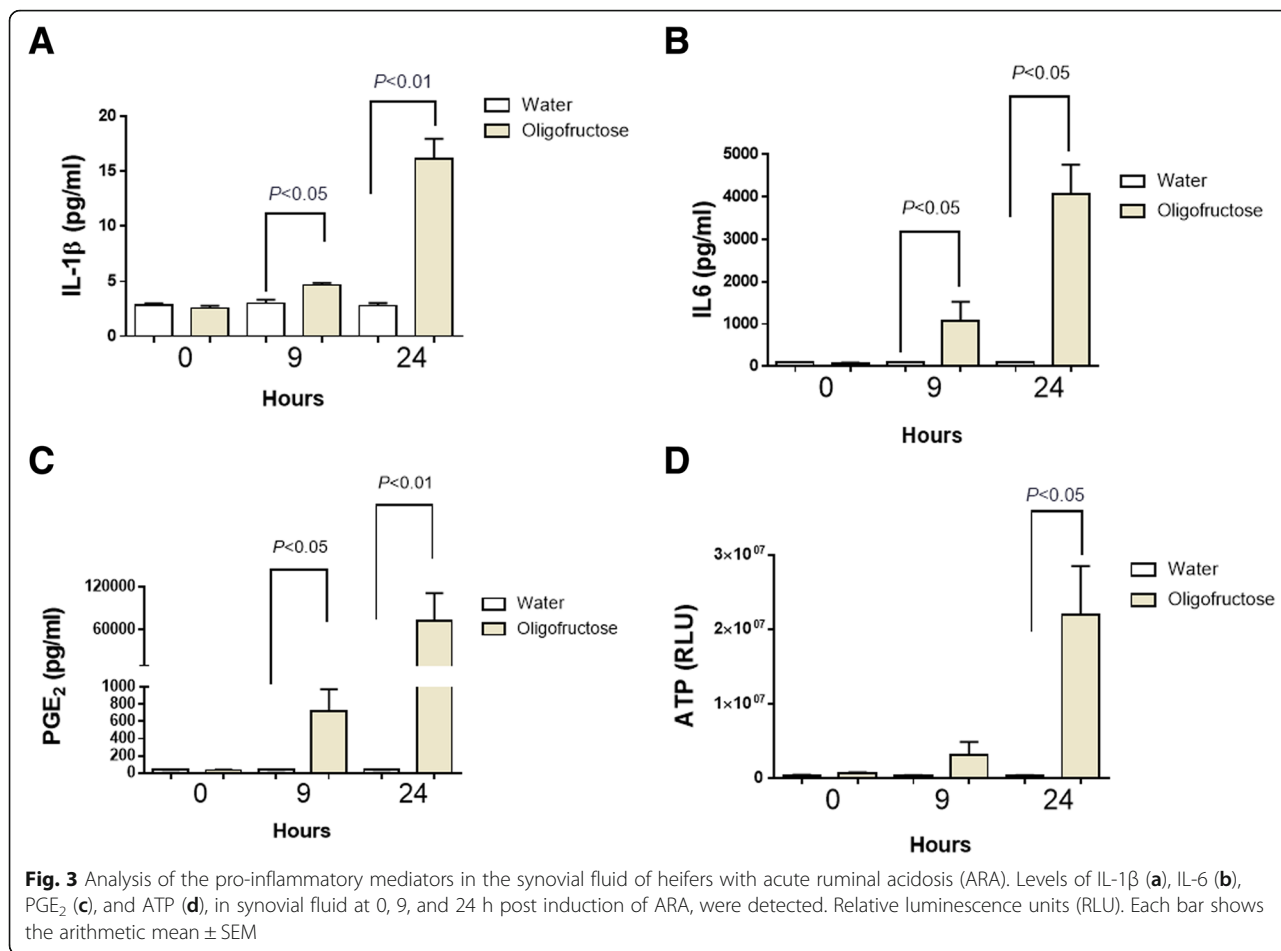 A
P<0.01
Water
Oligofructose
P<0.05
20
15
10
5
0
IL-1β (pg/ml)
0 9 24
Hours
B
P<0.05
P<0.05
Water
Oligofructose
5000
4000
3000
2000
1000
0
IL6 (pg/ml)
0 9 24
Hours
C
P<0.01
P<0.05
Water
Oligofructose
120000
60000
1000
800
600
400
200
0
PGE₂ (pg/ml)
0 9 24
Hours
D
P<0.05
Water
Oligofructose
3×10⁰⁷
2×10⁰⁷
1×10⁰⁷
0
ATP (RLU)
0 9 24
Hours
Fig. 3 Analysis of the pro-inflammatory mediators in the synovial fluid of heifers with acute ruminal acidosis (ARA). Levels of IL-1β (a), IL-6 (b),
PGE₂ (c), and ATP (d), in synovial fluid at 0, 9, and 24 h post induction of ARA, were detected. Relative luminescence units (RLU). Each bar shows
the arithmetic mean ± SEM